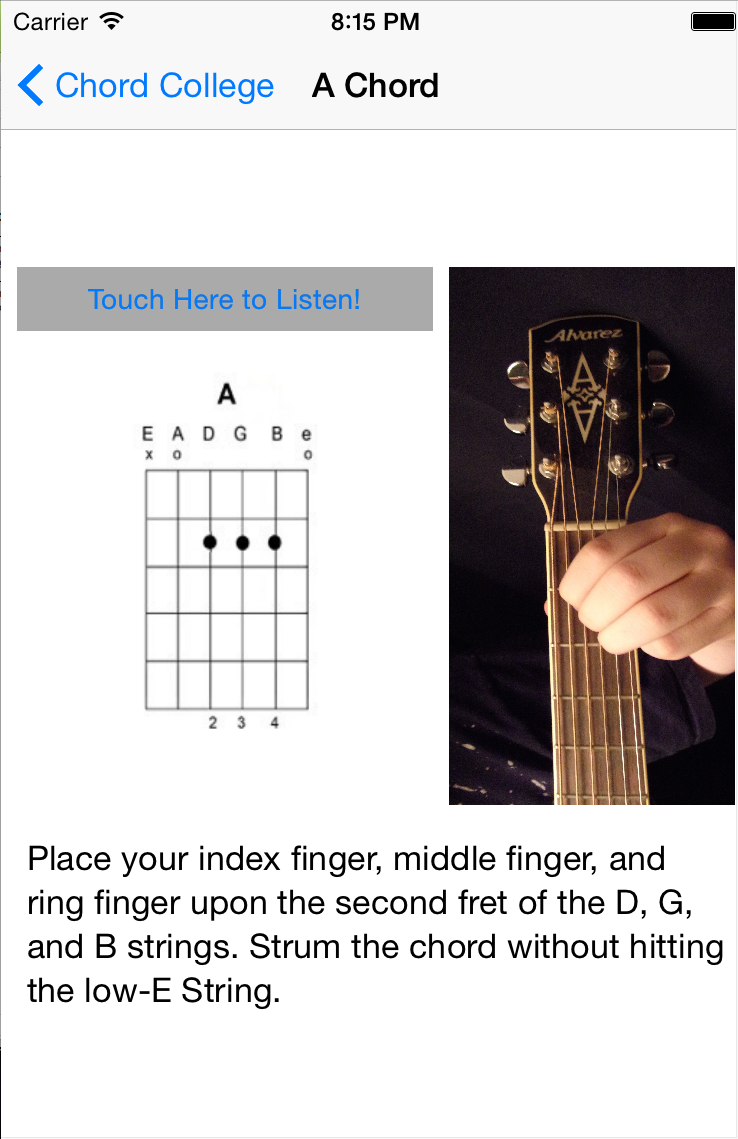 Carrier 8:15 PM
Chord College A Chord
Touch Here to Listen!
A
E A D G B e
x o o
2 3 4
Alvarez
A
A
Place your index finger, middle finger, and
ring finger upon the second fret of the D, G,
and B strings. Strum the chord without hitting
the low-E String.